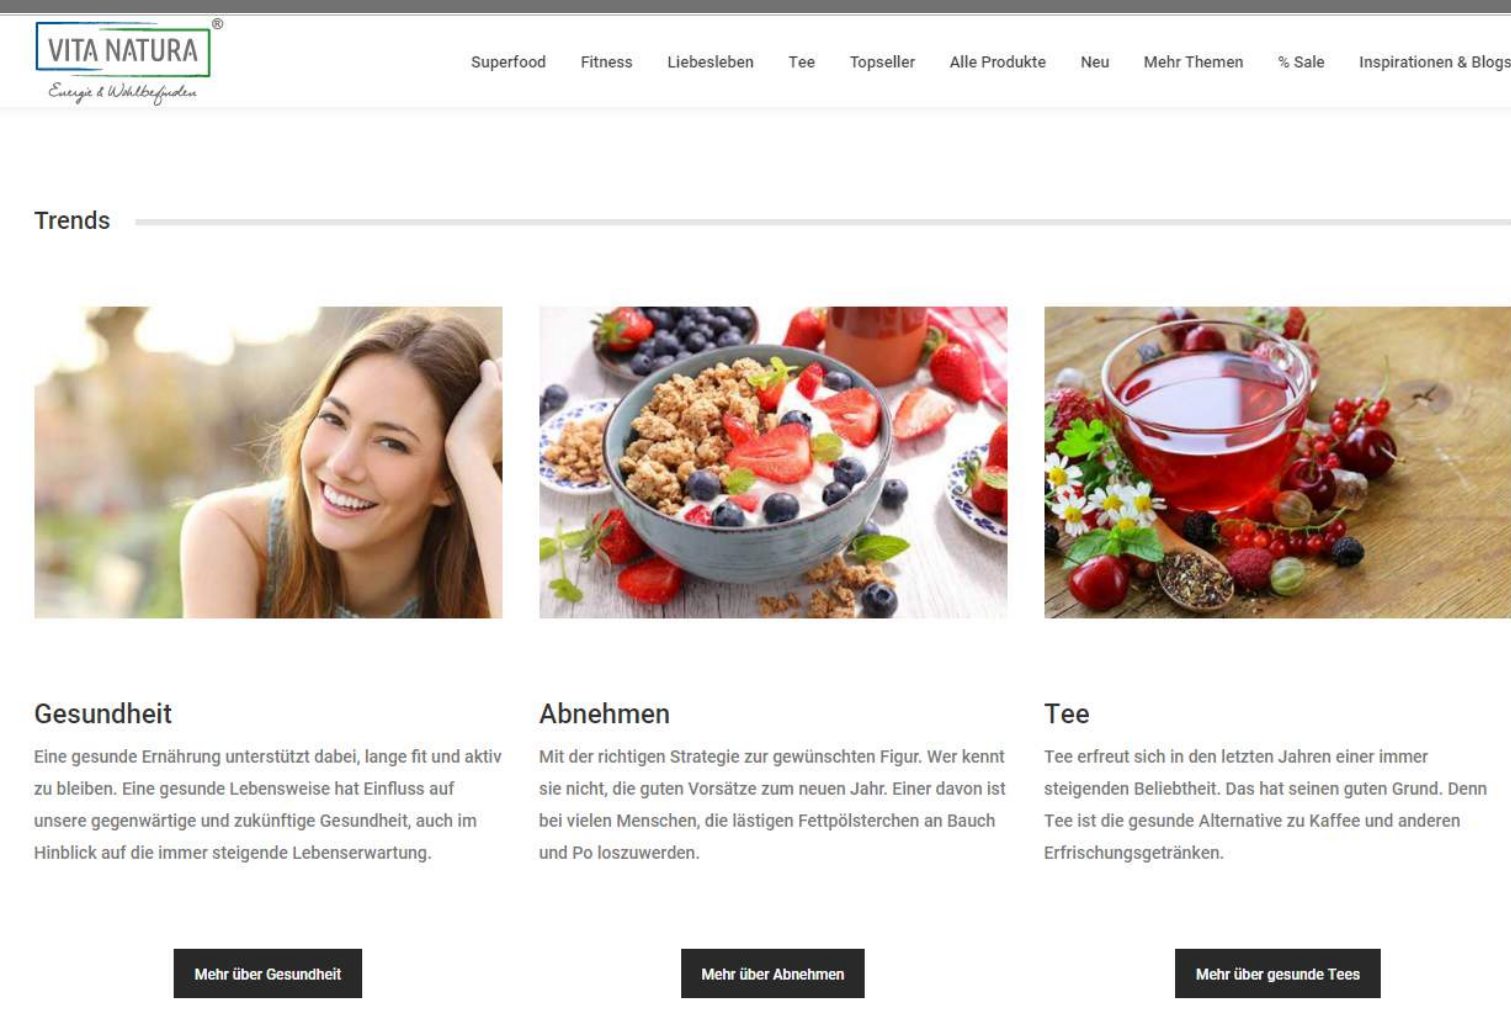 VITA NATURA®
Energie & Wohlbefinden
Superfood Fitness Liebesleben Tee Topseller Alle Produkte Neu Mehr Themen % Sale Inspirationen & Blogs
Trends
Gesundheit
Eine gesunde Ernährung unterstützt dabei, lange fit und aktiv
zu bleiben. Eine gesunde Lebensweise hat Einfluss auf
unsere gegenwärtige und zukünftige Gesundheit, auch im
Hinblick auf die immer steigende Lebenserwartung.
Mehr über Gesundheit
Abnehmen
Mit der richtigen Strategie zur gewünschten Figur. Wer kennt
sie nicht, die guten Vorsätze zum neuen Jahr. Einer davon ist
bei vielen Menschen, die lästigen Fettpölsterchen an Bauch
und Po loszuwerden.
Mehr über Abnehmen
Tee
Tee erfreut sich in den letzten Jahren einer immer
steigenden Beliebtheit. Das hat seinen guten Grund. Denn
Tee ist die gesunde Alternative zu Kaffee und anderen
Erfrischungsgetränken.
Mehr über gesunde Tees